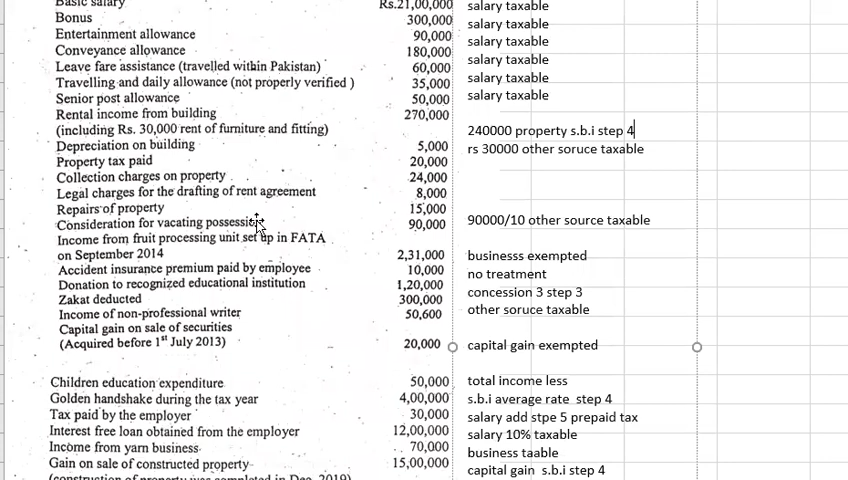 Basic salary Rs.21,00,000 salary taxable
Bonus 300,000 salary taxable
Entertainment allowance 90,000 salary taxable
Conveyance allowance 180,000 salary taxable
Leave fare assistance (travelled within Pakistan) 60,000 salary taxable
Travelling and daily allowance (not properly verified ) 35,000 salary taxable
Senior post allowance 50,000
Rental income from building 270,000
(including Rs. 30,000 rent of furniture and fitting) 240000 property s.b.i step 4
Depreciation on building 5,000 rs 30000 other soruce taxable
Property tax paid 20,000
Collection charges on property 24,000
Legal charges for the drafting of rent agreement 8,000
Repairs of property 15,000
Consideration for vacating 90,000 90000/10 other source taxable
Income from fruit processing unit set up in FATA
on September 2014 2,31,000 businesss exempted
Accident insurance premium paid by employee 10,000 no treatment
Donation to recognized educational institution 1,20,000 concession 3 step 3
Zakat deducted 300,000
Income of non-professional writer 50,600 other soruce taxable
Capital gain on sale of securities
(Acquired before 1st July 2013) 20,000 capital gain exempted
Children education expenditure 50,000 total income less
Golden handshake during the tax year 4,00,000 s.b.i average rate step 4
Tax paid by the employer 30,000 salary add stpe 5 prepaid tax
Interest free loan obtained from the employer 12,00,000 salary 10% taxable
Income from yarn business 70,000 business taable
Gain on sale of constructed property 15,00,000 capital gain s.b.i step 4
(construction of property was completed in Dec. 2019)